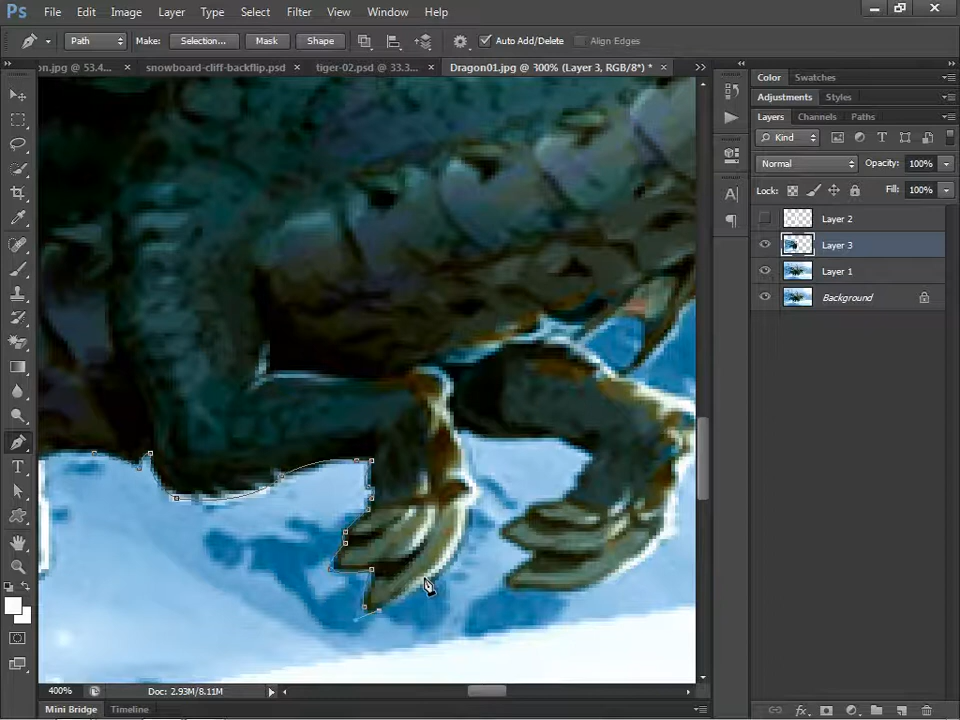 Ps File Edit Image Layer Type Select Filter View Window Help
Path Make: Selection... Mask Shape Auto Add/Delete Align Edges
on.jpg @ 53.4... × snowboard-cliff-backflip.psd × tiger-02.psd @ 33.3... × Dragon01.jpg @ 300% (Layer 3, RGB/8*) * ×
Color Swatches
Adjustments Styles
Layers Channels Paths
Kind
Normal Opacity: 100%
Lock: Fill: 100%
Layer 2
Layer 3
Layer 1
Background
400% Doc: 2.93M/8.11M
Mini Bridge Timeline